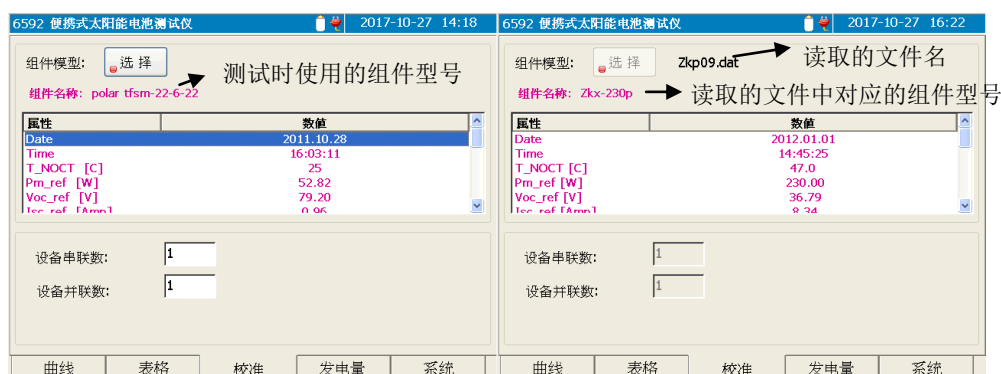 6592 便携式太阳能电池测试仪 2017-10-27 14:18
组件模型: 选择
测试时使用的组件型号
组件名称: polar tfsm-22-6-22
属性 数值
Date 2011.10.28
Time 16:03:11
T_NOCT [C] 25
Pm_ref [W] 52.82
Voc_ref [V] 79.20
Isc_ref [Amp] 0.96
设备串联数: 1
设备并联数: 1
曲线 表格 校准 发电量 系统
6592 便携式太阳能电池测试仪 2017-10-27 16:22
组件模型: 选择 Zkp09.dat 读取的文件名
组件名称: Zkx-230p 读取的文件中对应的组件型号
属性 数值
Date 2012.01.01
Time 14:45:25
T_NOCT [C] 47.0
Pm_ref [W] 230.00
Voc_ref [V] 36.79
Isc_ref [Amp] 8.34
设备串联数: 1
设备并联数: 1
曲线 表格 校准 发电量 系统